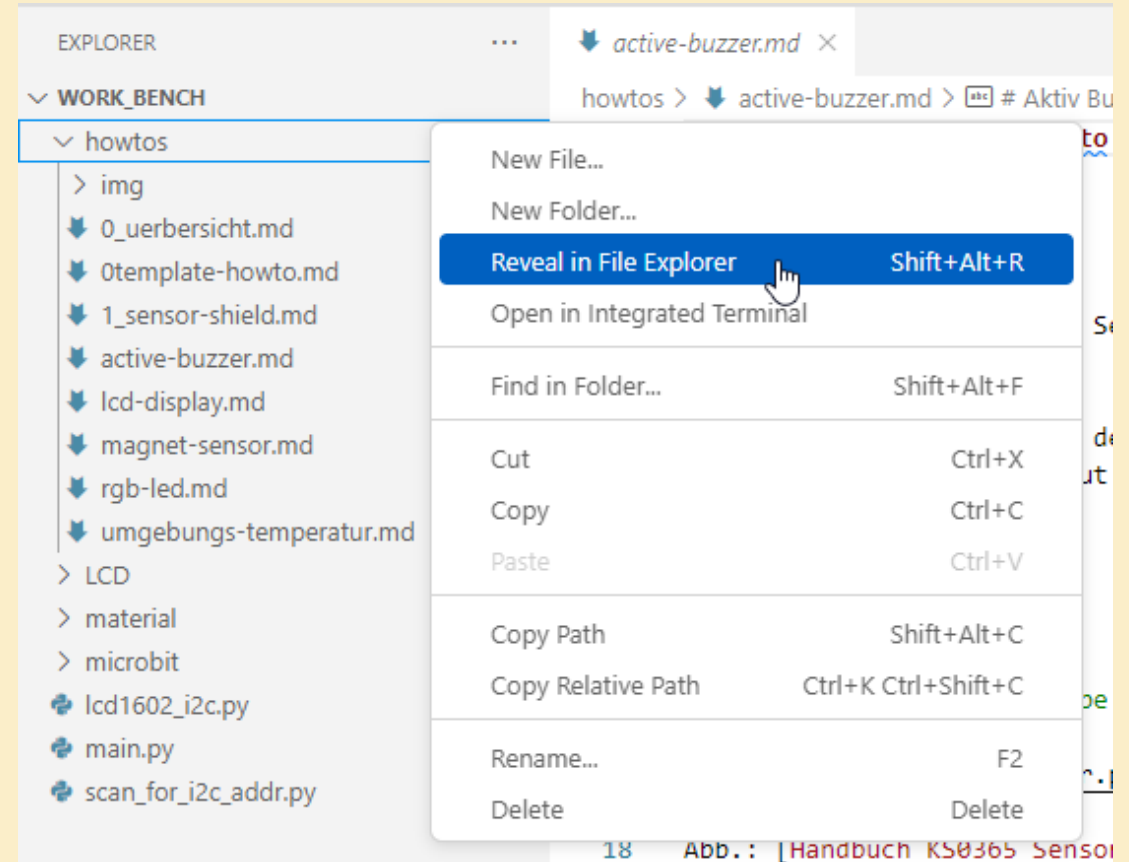 EXPLORER ...
WORK_BENCH
howtos
img
0_uerbersicht.md
0template-howto.md
1_sensor-shield.md
active-buzzer.md
lcd-display.md
magnet-sensor.md
rgb-led.md
umgebungs-temperatur.md
LCD
material
microbit
lcd1602_i2c.py
main.py
scan_for_i2c_addr.py
active-buzzer.md ×
howtos > active-buzzer.md > abc # Aktiv Bu
to
New File...
New Folder...
Reveal in File Explorer Shift+Alt+R
Open in Integrated Terminal
Find in Folder... Shift+Alt+F
Cut Ctrl+X
Copy Ctrl+C
Paste Ctrl+V
Copy Path Shift+Alt+C
Copy Relative Path Ctrl+K Ctrl+Shift+C
Rename... F2
Delete Delete
18 Abb.: [Handbuch KS0365 Sensor